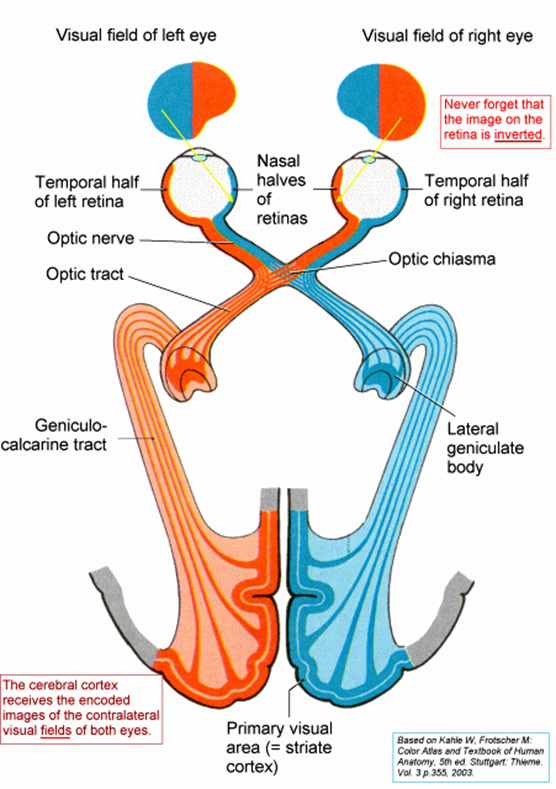 Visual field of left eye
Visual field of right eye
Never forget that
the image on the
retina is inverted.
Temporal half
of left retina
Nasal
halves
of
retinas
Temporal half
of right retina
Optic nerve
Optic chiasma
Optic tract
Geniculo-
calcarine tract
Lateral
geniculate
body
The cerebral cortex
receives the encoded
images of the contralateral
visual fields of both eyes.
Primary visual
area (= striate
cortex)
Based on Kahle W, Frotscher M:
Color Atlas and Textbook of Human
Anatomy, 5th ed. Stuttgart: Thieme.
Vol. 3 p.355, 2003.